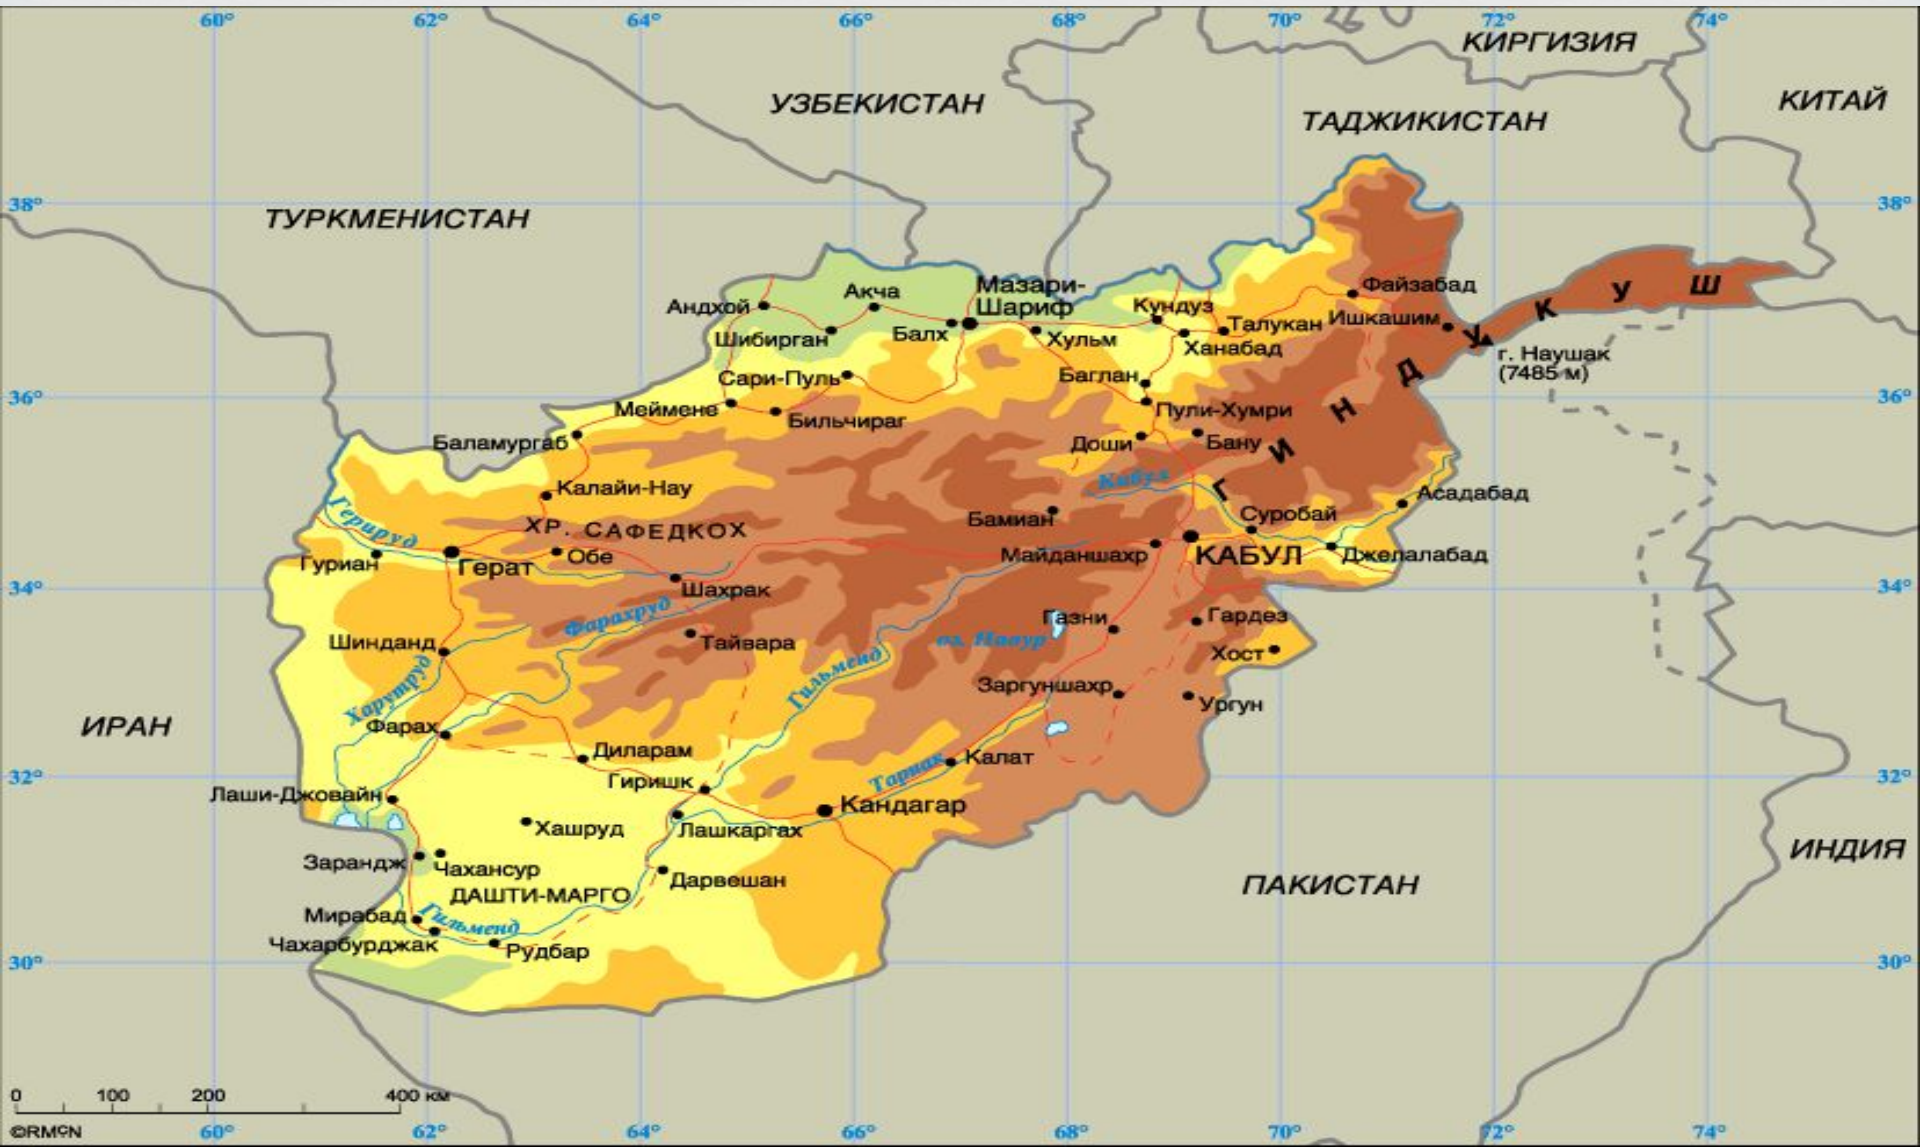 60° 62° 64° 66° 68° 70° 72° 74°
КИРГИЗИЯ
УЗБЕКИСТАН
КИТАЙ
ТАДЖИКИСТАН
38° 38°
ТУРКМЕНИСТАН
Мазари-
Шариф
Файзабад
Акча
Андхой
Кундуз
К У Ш
Балх
Талукан
Ишкашим
Шибирган
Хульм
Ханабад
У
г. Наушак
(7485 м)
Сари-Пуль
Баглан
Д
36° 36°
Меймене
Бильчираг
Пули-Хумри
Н
Баламургаб
Доши
Бану
И
Калайи-Нау
Кабул
Г
Асадабад
Герируд
ХР. САФЕДКОХ
Бамиан
Суробай
Гуриан
Герат
Обе
Майданшахр
КАБУЛ
Джелалабад
34° 34°
Шахрак
Фарахруд
Газни
Гардез
Шинданд
Тайвара
оз. Навур
Хост
Харутруд
Гильменд
Заргуншахр
Ургун
ИРАН
Фарах
Диларам
Калат
Тарнак
32° 32°
Гиришк
Лаши-Джовайн
Кандагар
Хашруд
Лашкаргах
ИНДИЯ
Зарандж
Чахансур
Дарвешан
ПАКИСТАН
ДАШТИ-МАРГО
Мирабад
Гильменд
Чахарбурджак
Рудбар
30° 30°
0 100 200 400 км
©RMCN
60° 62° 64° 66° 68° 70° 72° 74°